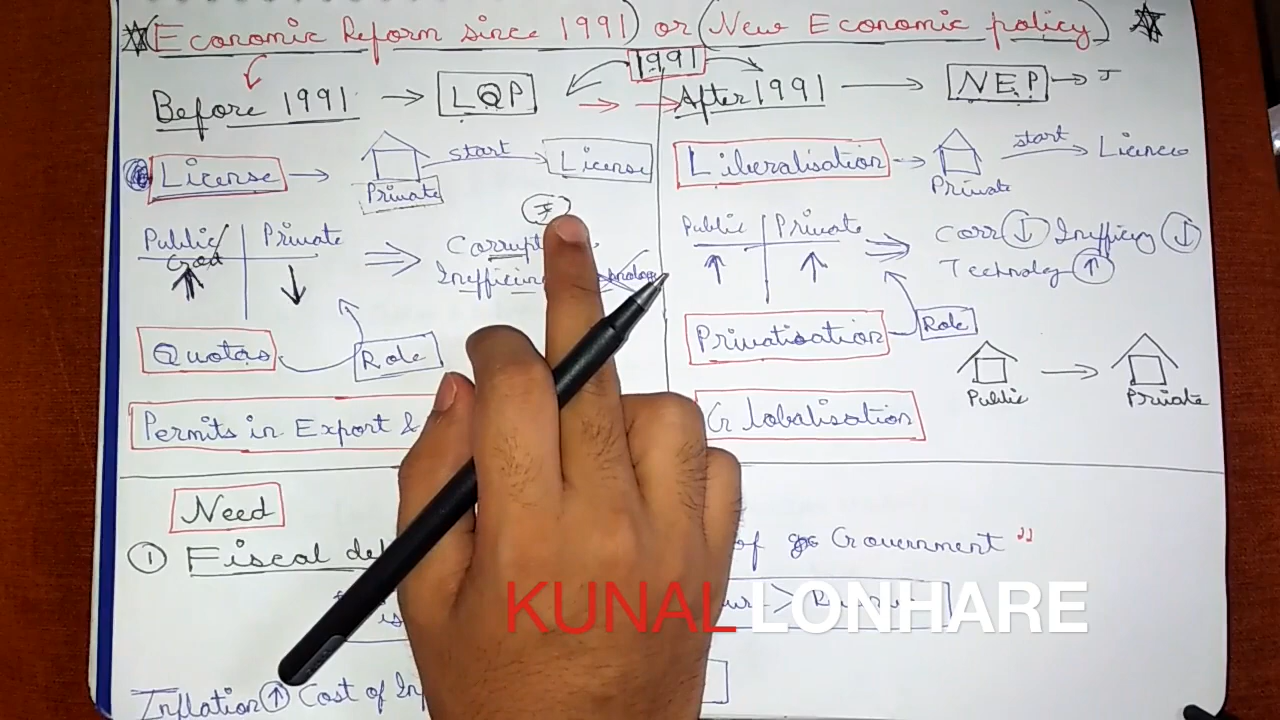 (Economic Reform since 1991) or (New Economic policy)
1991
Before 1991 → LQP
After 1991 → NEP →
License → Private start License
Liberalisation → Private start → Licence
₹
Public Private ⇒
Good
Public Private ⇒ Corr ↓ Inefficiency ↓
Technology ↑
Quotas Role
Privatisation Role
Public → Private
Permits in Export &
Globalisation
Need
① Fiscal of Government"
>
KUNAL LONHARE
Inflation ↑ Cost of